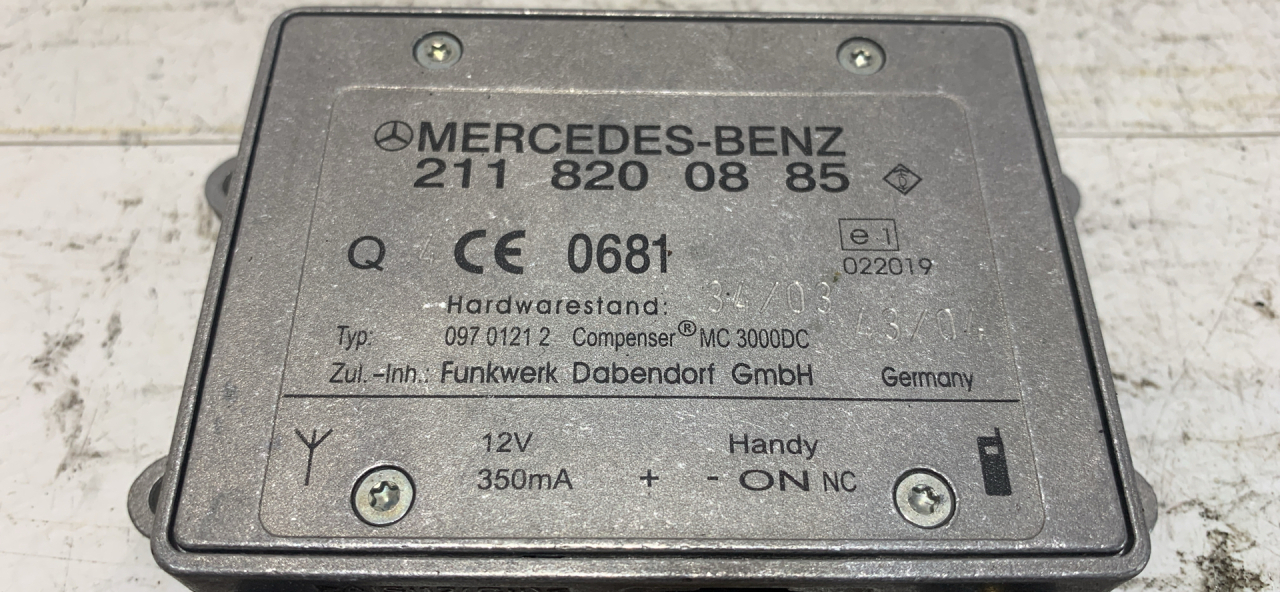 MERCEDES-BENZ
211 820 08 85
Q CE 0681 e 1
022019
Hardwarestand: 34/03
43/04
Typ: 097 0121 2 Compenser® MC 3000DC
Zul.-Inh.: Funkwerk Dabendorf GmbH Germany
12V Handy
350mA + - ON NC